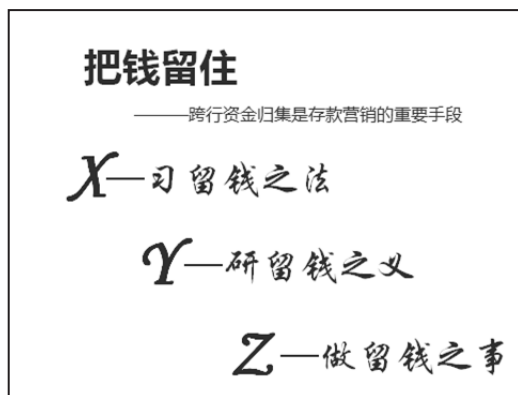 把钱留住
———跨行资金归集是存款营销的重要手段
X—习留钱之法
Y—研留钱之义
Z—做留钱之事